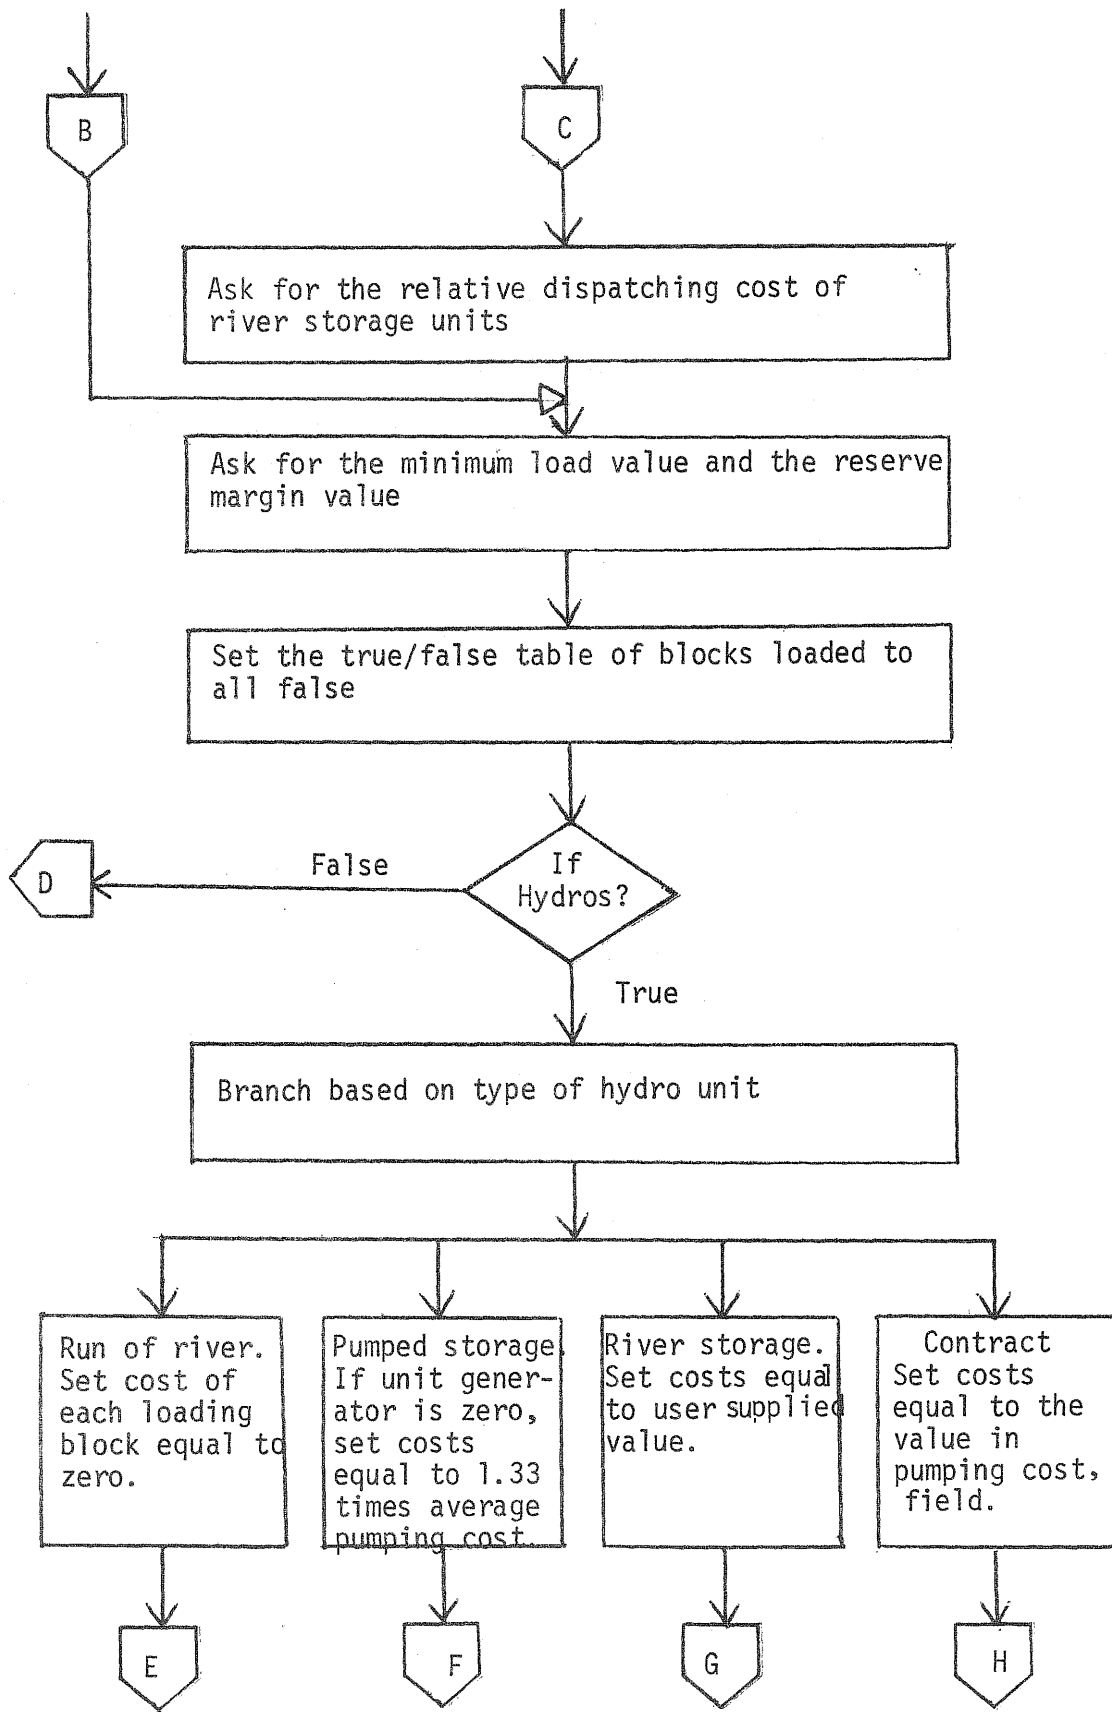 B
C
Ask for the relative dispatching cost of
river storage units
Ask for the minimum load value and the reserve
margin value
Set the true/false table of blocks loaded to
all false
If
Hydros?
False
D
True
Branch based on type of hydro unit
Run of river.
Set cost of
each loading
block equal to
zero.
Pumped storage.
If unit gener-
ator is zero,
set costs
equal to 1.33
times average
pumping cost.
River storage.
Set costs equal
to user supplied
value.
Contract
Set costs
equal to the
value in
pumping cost,
field.
E
F
G
H